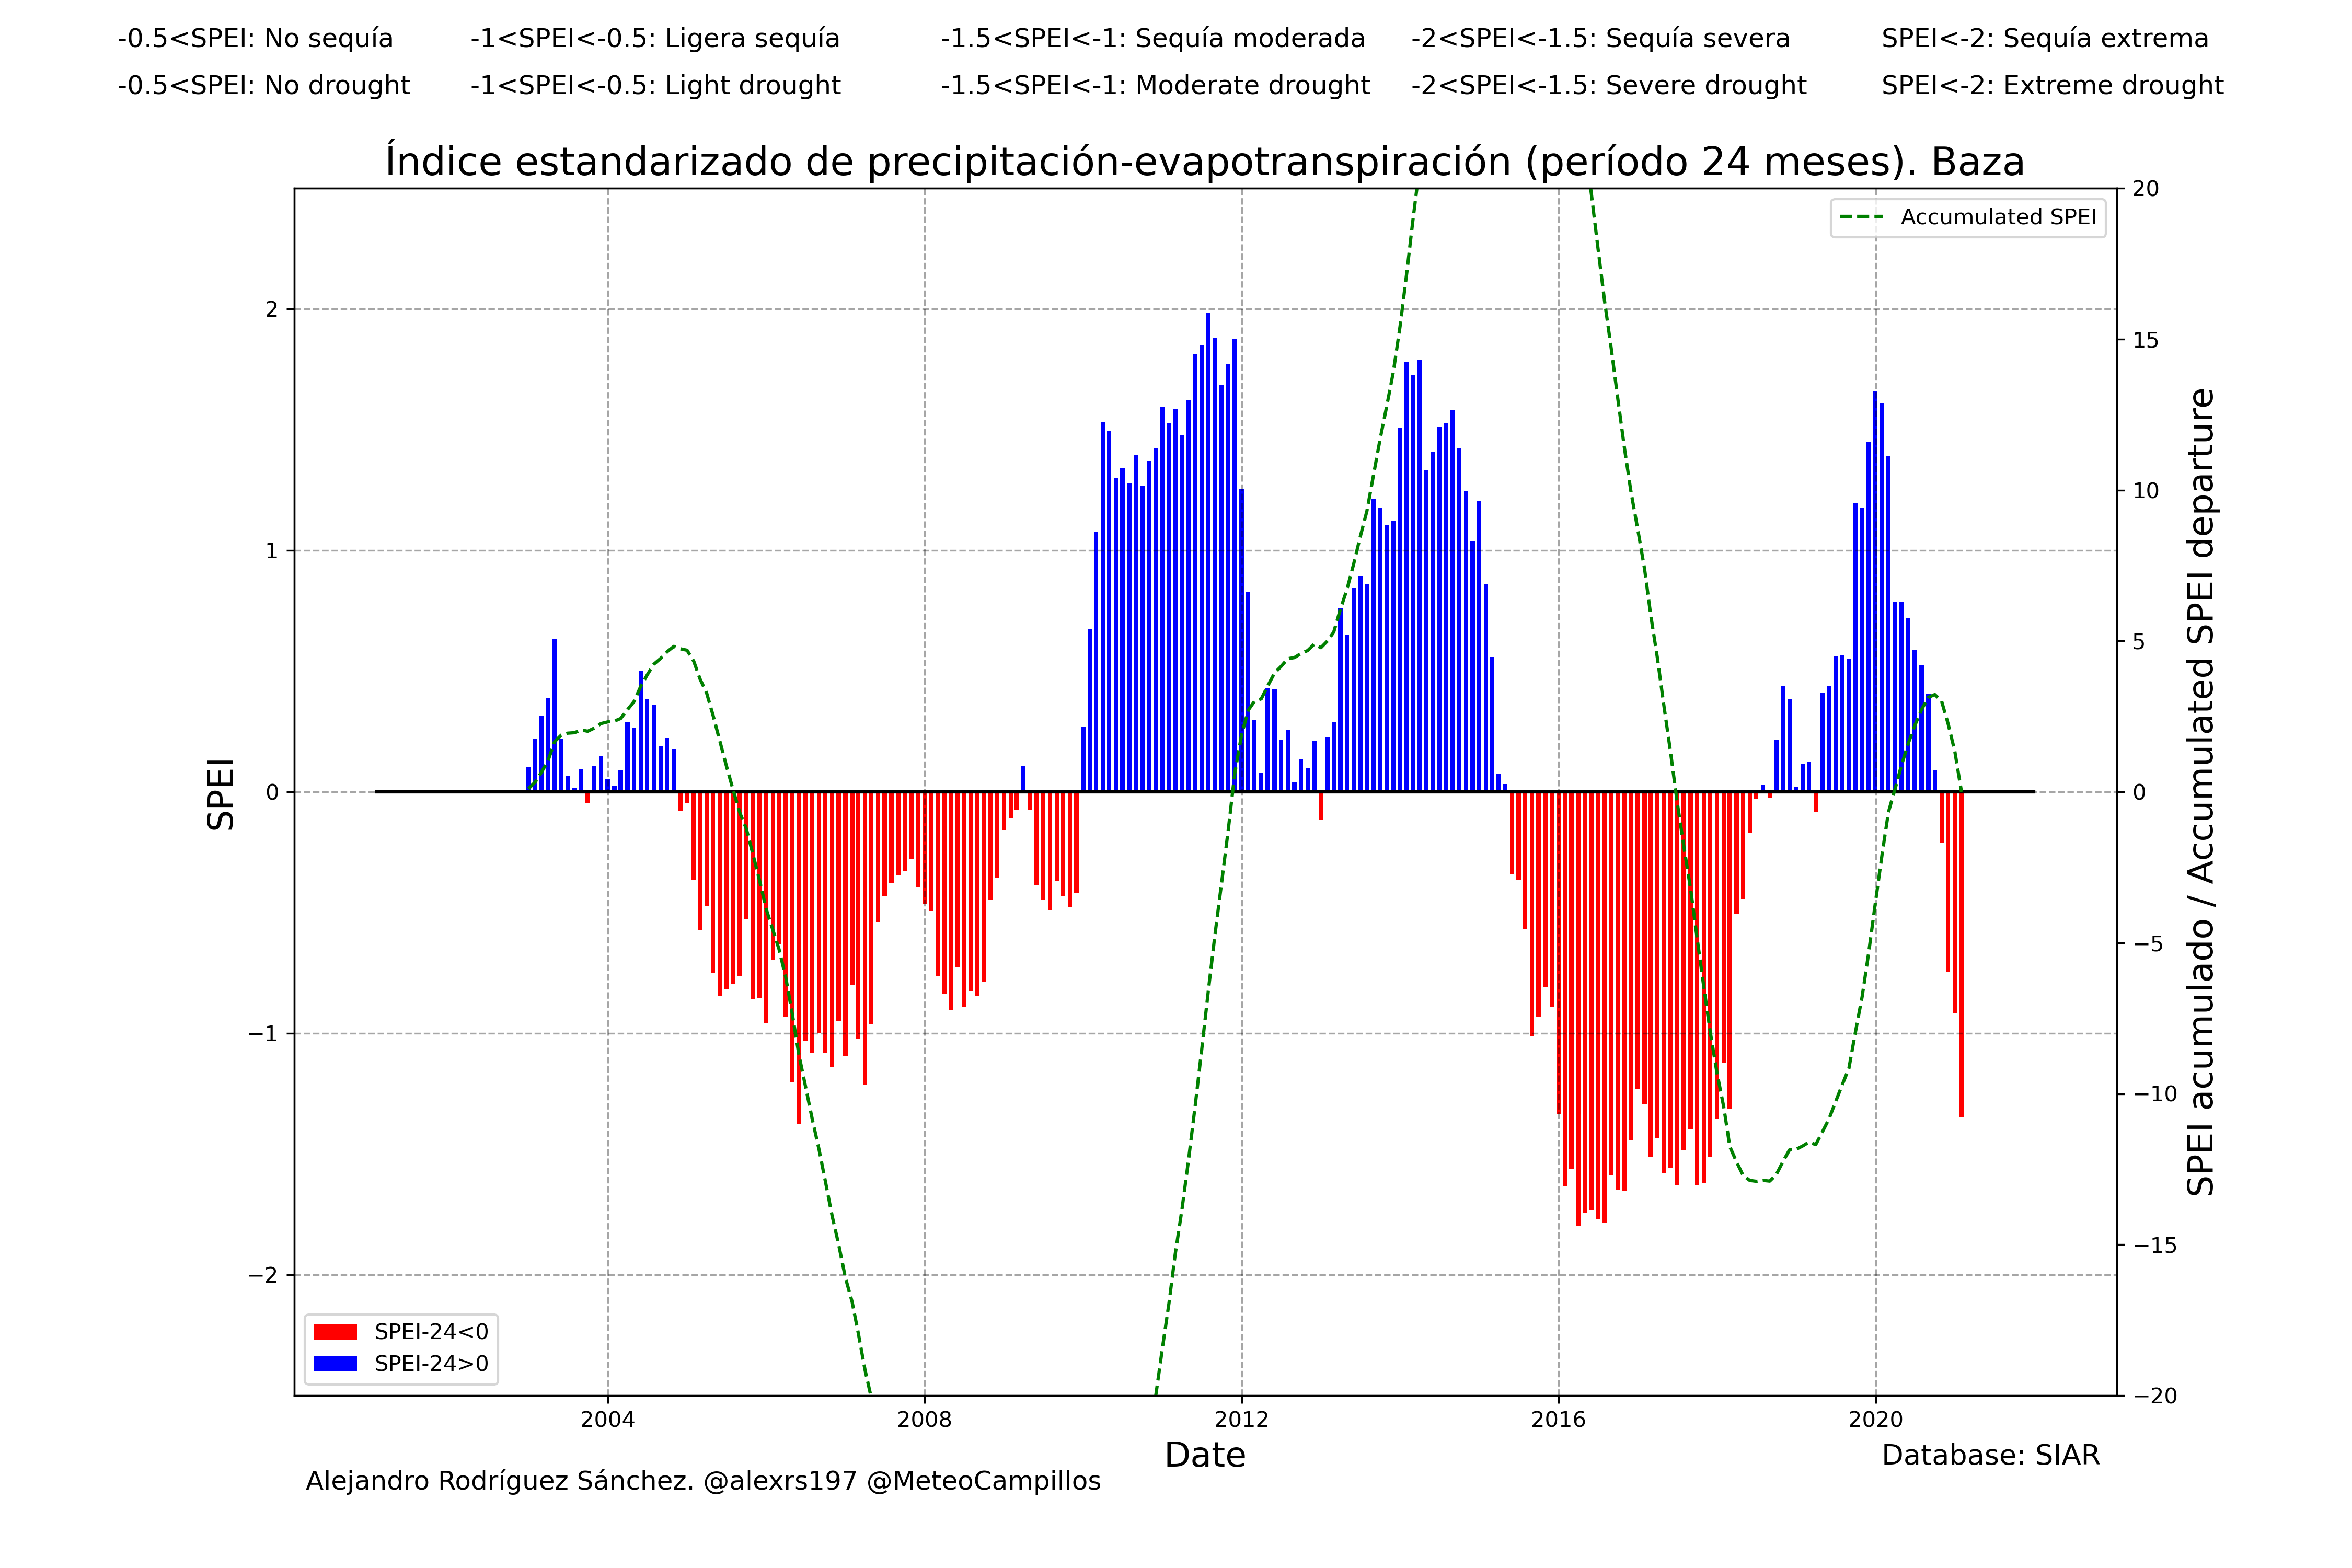 -0.5<SPEI: No sequía -1<SPEI<-0.5: Ligera sequía -1.5<SPEI<-1: Sequía moderada -2<SPEI<-1.5: Sequía severa SPEI<-2: Sequía extrema
-0.5<SPEI: No drought -1<SPEI<-0.5: Light drought -1.5<SPEI<-1: Moderate drought -2<SPEI<-1.5: Severe drought SPEI<-2: Extreme drought
Índice estandarizado de precipitación-evapotranspiración (período 24 meses). Baza
Accumulated SPEI
SPEI
2
1
0
−1
−2
20
15
10
5
0
−5
−10
−15
−20
SPEI acumulado / Accumulated SPEI departure
SPEI-24<0
SPEI-24>0
2004 2008 2012 2016 2020
Date
Database: SIAR
Alejandro Rodríguez Sánchez. @alexrs197 @MeteoCampillos